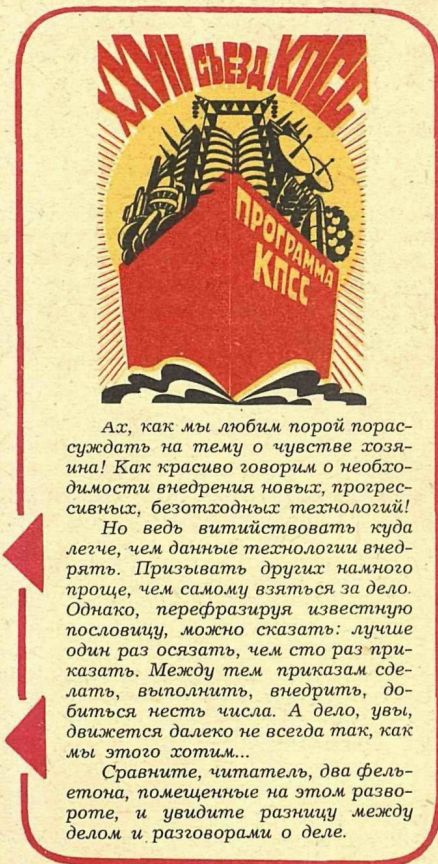 XXVII СЪЕЗД КПСС
ПРОГРАММА
КПСС
Ах, как мы любим порой порас-
суждать на тему о чувстве хозя-
ина! Как красиво говорим о необхо-
димости внедрения новых, прогрес-
сивных, безотходных технологий!
Но ведь витийствовать куда
легче, чем данные технологии внед-
рять. Призывать других намного
проще, чем самому взяться за дело.
Однако, перефразируя известную
пословицу, можно сказать: лучше
один раз осязать, чем сто раз при-
казать. Между тем приказам сде-
лать, выполнить, внедрить, до-
биться несть числа. А дело, увы,
движется далеко не всегда так, как
мы этого хотим...
Сравните, читатель, два фель-
етона, помещенные на этом разво-
роте, и увидите разницу между
делом и разговорами о деле.